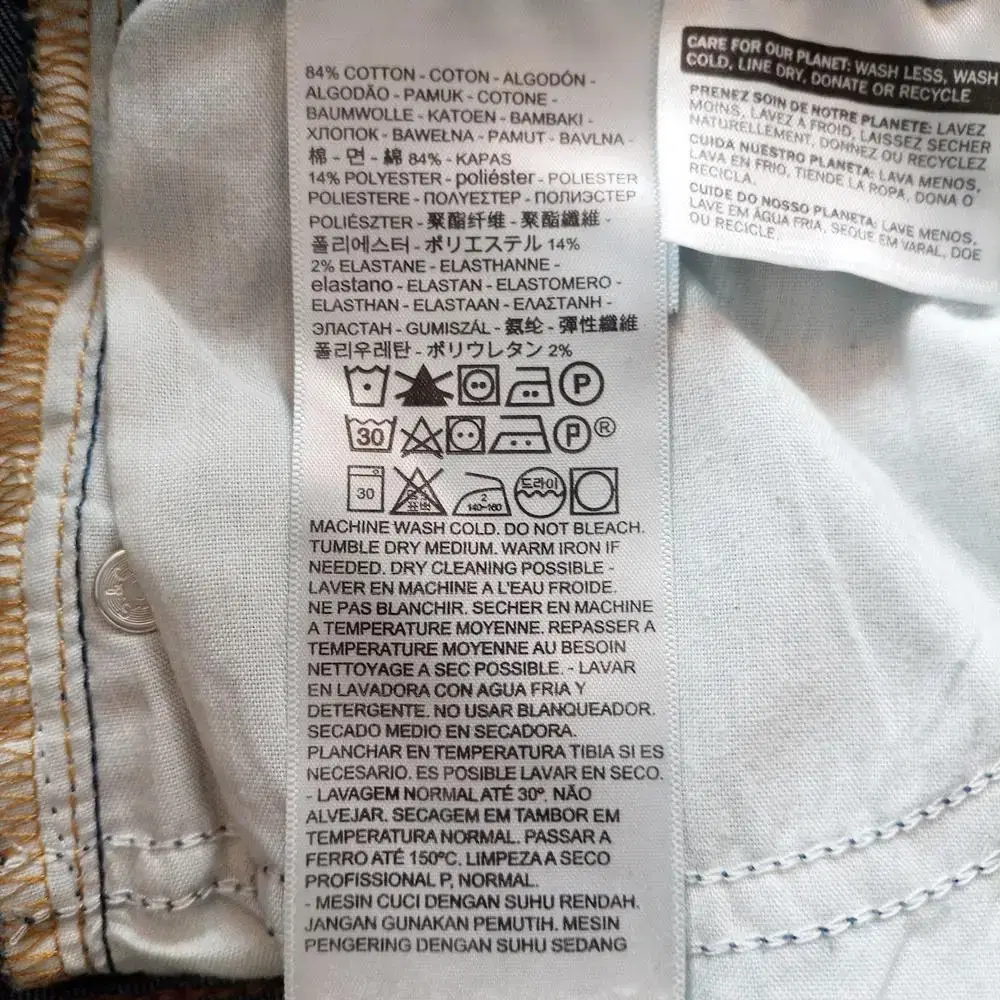 84% COTTON - COTON - ALGODÓN -
ALGODÃO - PAMUK - COTONE -
BAUMWOLLE - KATOEN - BAMBAKI -
ХЛОПОК - BAWEŁNA - PAMUT - BAVLNA -
棉 - 면 - 綿 84% - KAPAS
14% POLYESTER - poliéster - POLIESTER
POLIESTERE - ΠΟΛΥΕΣΤΕΡ - ПОЛИЭСТЕР
POLIÉSZTER - 聚酯纤维 - 聚酯纖維 -
폴리에스터 - ポリエステル 14%
2% ELASTANE - ELASTHANNE -
elastano - ELASTAN - ELASTOMERO -
ELASTHAN - ELASTAAN - ΕΛΑΣΤΑΝΗ -
ЭЛАСТАН - GUMISZÁL - 氨纶 - 彈性纖維
폴리우레탄 - ポリウレタン 2%
P
30 P ®
30 표백 2 140~160 드라이
MACHINE WASH COLD. DO NOT BLEACH.
TUMBLE DRY MEDIUM. WARM IRON IF
NEEDED. DRY CLEANING POSSIBLE -
LAVER EN MACHINE A L'EAU FROIDE.
NE PAS BLANCHIR. SECHER EN MACHINE
A TEMPERATURE MOYENNE. REPASSER A
TEMPERATURE MOYENNE AU BESOIN
NETTOYAGE A SEC POSSIBLE. - LAVAR
EN LAVADORA CON AGUA FRIA Y
DETERGENTE. NO USAR BLANQUEADOR.
SECADO MEDIO EN SECADORA.
PLANCHAR EN TEMPERATURA TIBIA SI ES
NECESARIO. ES POSIBLE LAVAR EN SECO.
- LAVAGEM NORMAL ATÉ 30º, NÃO
ALVEJAR. SECAGEM EM TAMBOR EM
TEMPERATURA NORMAL. PASSAR A
FERRO ATÉ 150ºC. LIMPEZA A SECO
PROFISSIONAL P, NORMAL.
- MESIN CUCI DENGAN SUHU RENDAH.
JANGAN GUNAKAN PEMUTIH. MESIN
PENGERING DENGAN SUHU SEDANG
CARE FOR OUR PLANET: WASH LESS, WASH
COLD, LINE DRY, DONATE OR RECYCLE
PRENEZ SOIN DE NOTRE PLANETE: LAVEZ
MOINS, LAVEZ A FROID, LAISSEZ SECHER
NATURELLEMENT, DONNEZ OU RECYCLEZ
CUIDA NUESTRO PLANETA: LAVA MENOS,
LAVA EN FRIO, TIENDE LA ROPA, DONA O
RECICLA.
CUIDE DO NOSSO PLANETA: LAVE MENOS,
LAVE EM ÁGUA FRIA, SEQUE EM VARAL, DOE
OU RECICLE.